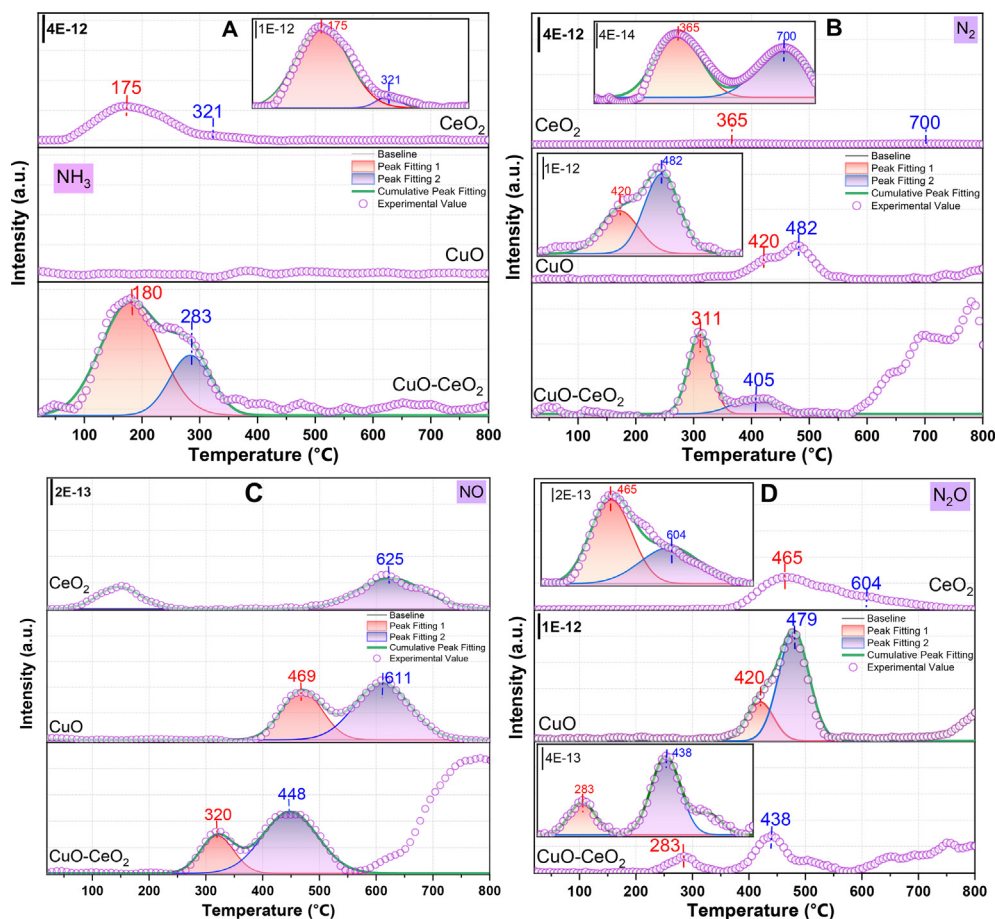 4E-12
A
1E-12
175
321
175
321
CeO₂
NH₃
Baseline
Peak Fitting 1
Peak Fitting 2
Cumulative Peak Fitting
Experimental Value
CuO
180
283
CuO-CeO₂
Intensity (a.u.)
100 200 300 400 500 600 700 800
Temperature (°C)
4E-12
B
N₂
4E-14
365
700
365
700
CeO₂
1E-12
420
482
Baseline
Peak Fitting 1
Peak Fitting 2
Cumulative Peak Fitting
Experimental Value
420
482
CuO
311
405
CuO-CeO₂
Intensity (a.u.)
100 200 300 400 500 600 700 800
Temperature (°C)
2E-13
C
NO
625
CeO₂
Baseline
Peak Fitting 1
Peak Fitting 2
Cumulative Peak Fitting
Experimental Value
469
611
CuO
320
448
CuO-CeO₂
Intensity (a.u.)
100 200 300 400 500 600 700 800
Temperature (°C)
D
N₂O
2E-13
465
604
465
604
CeO₂
1E-12
Baseline
Peak Fitting 1
Peak Fitting 2
Cumulative Peak Fitting
Experimental Value
420
479
CuO
4E-13
283
438
283
438
CuO-CeO₂
Intensity (a.u.)
100 200 300 400 500 600 700 800
Temperature (°C)